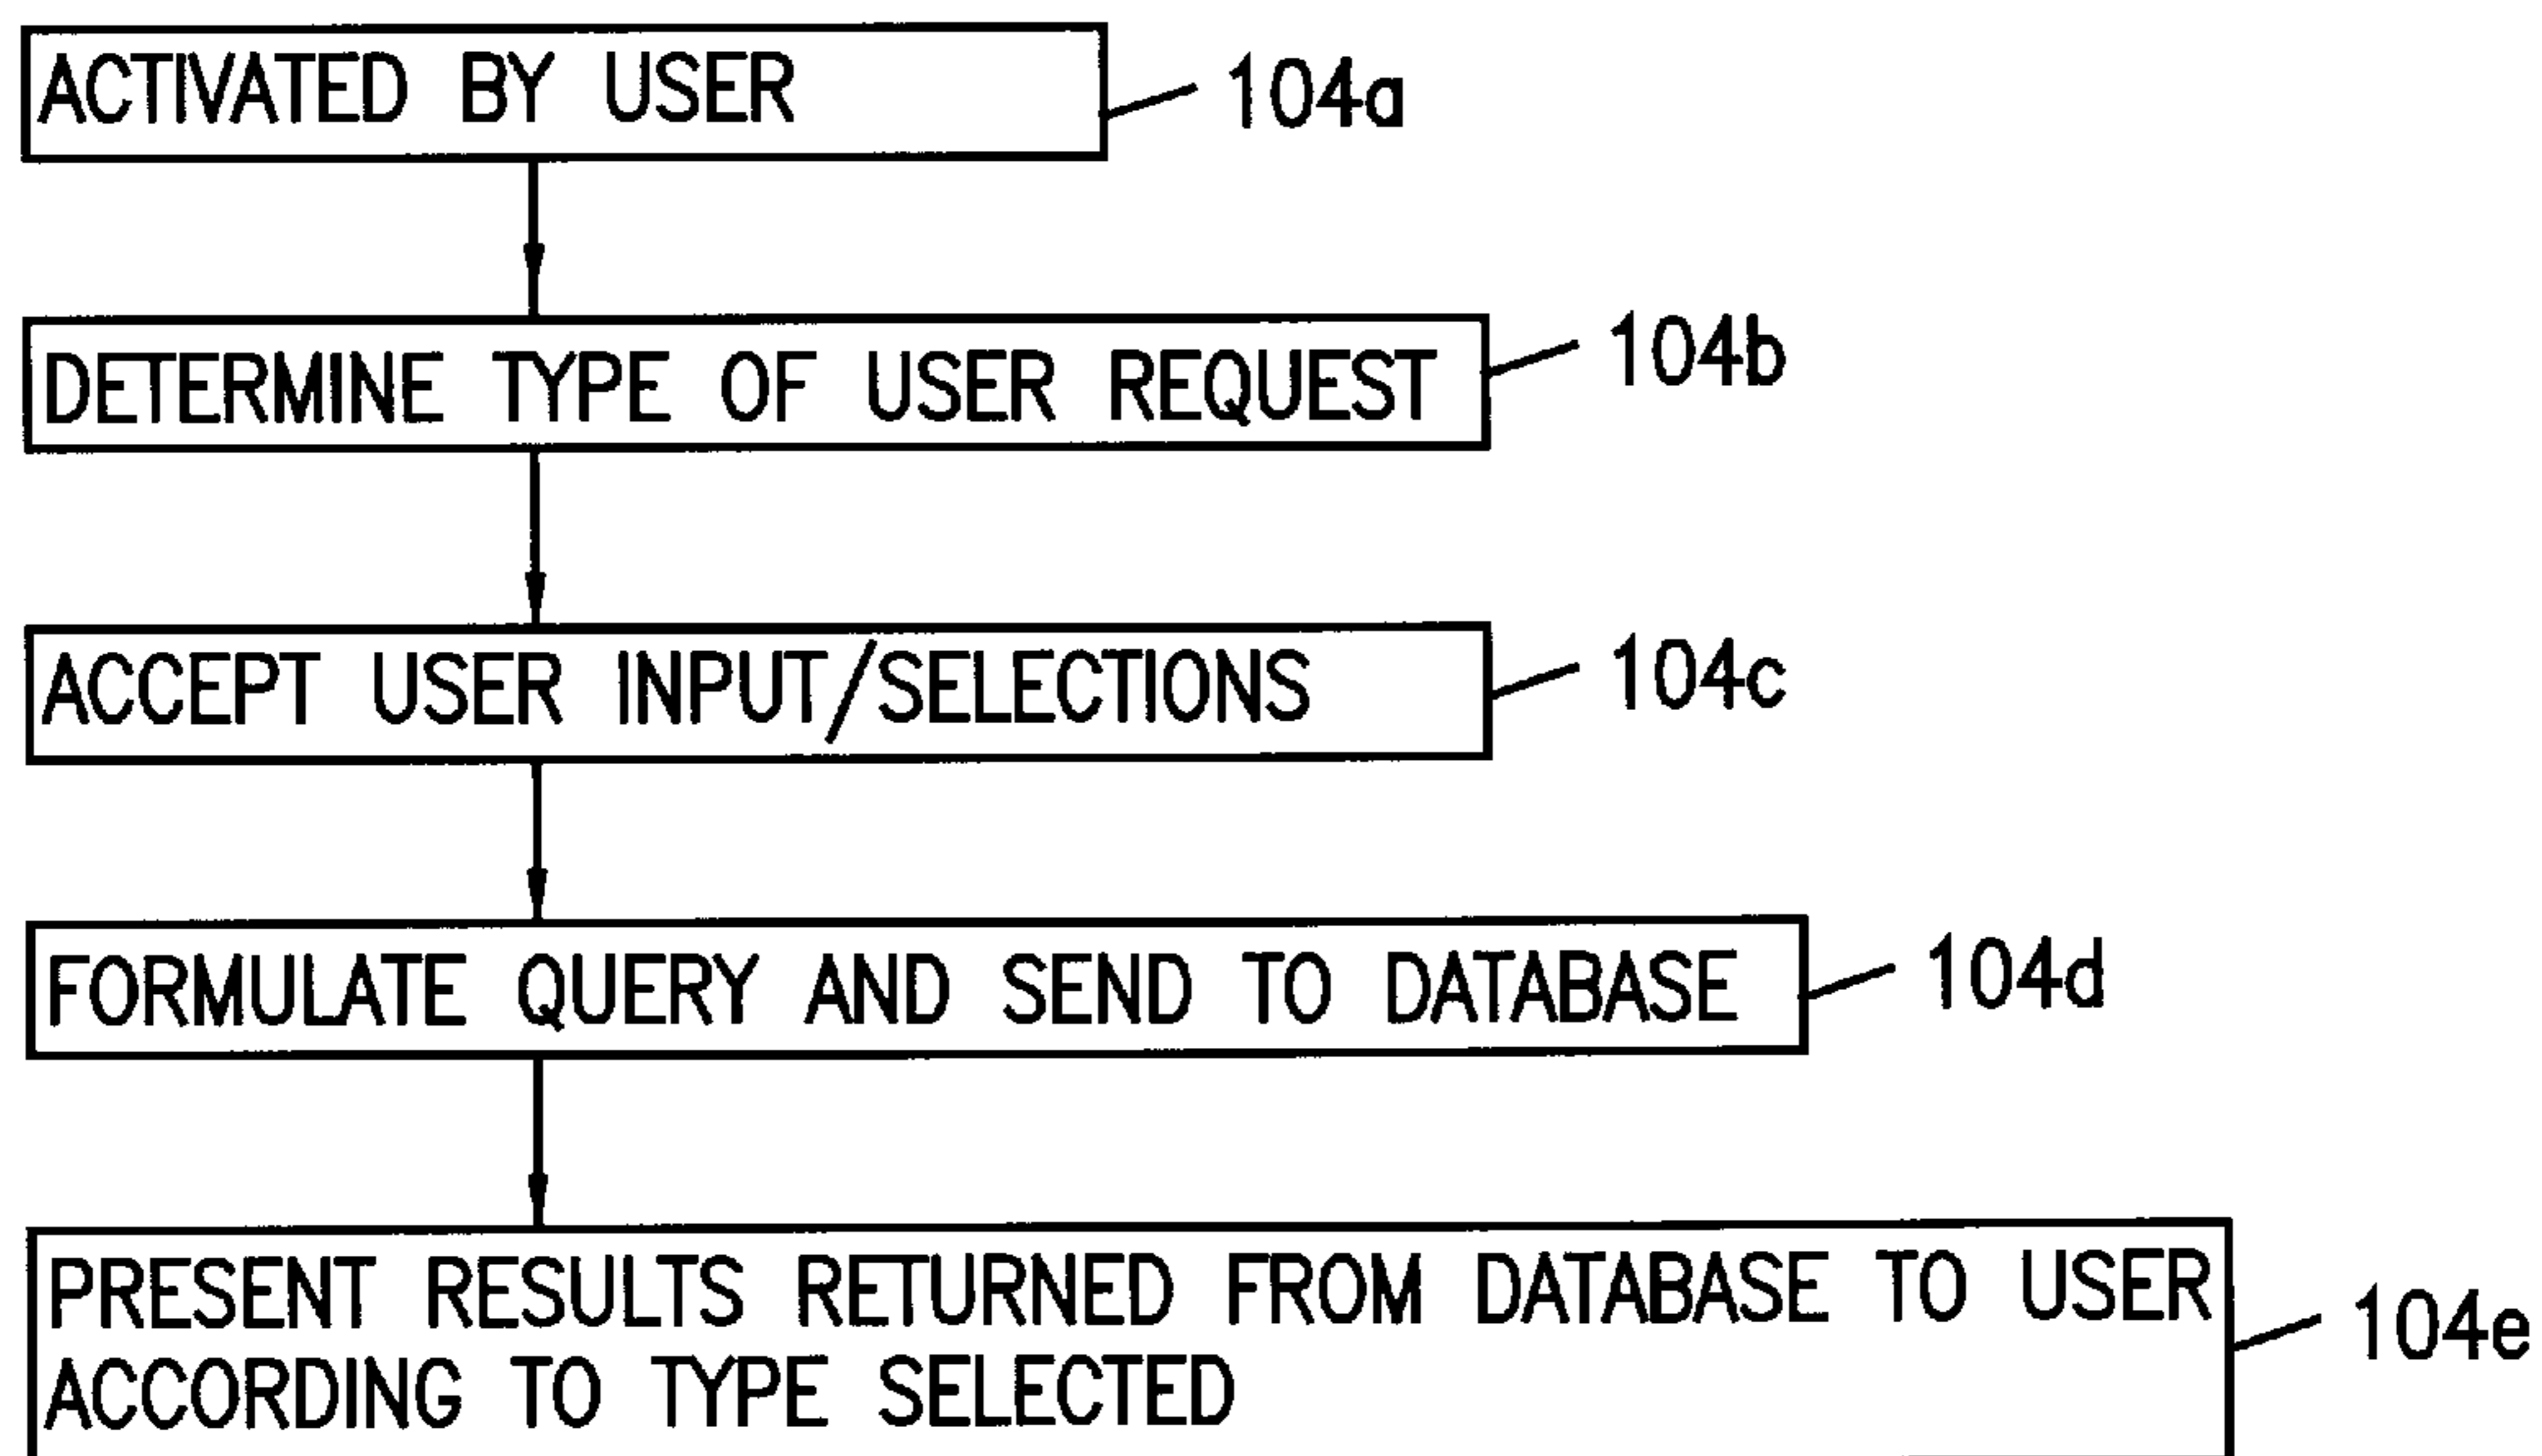 ACTIVATED BY USER
104a
DETERMINE TYPE OF USER REQUEST
104b
ACCEPT USER INPUT/SELECTIONS
104c
FORMULATE QUERY AND SEND TO DATABASE
104d
PRESENT RESULTS RETURNED FROM DATABASE TO USER
ACCORDING TO TYPE SELECTED
104e